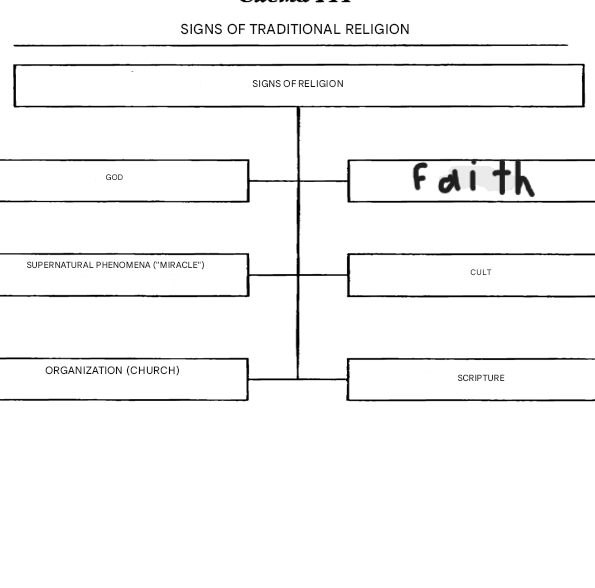 SIGNS OF TRADITIONAL RELIGION
SIGNS OF RELIGION
GOD
Faith
SUPERNATURAL PHENOMENA ("MIRACLE")
CULT
ORGANIZATION (CHURCH)
SCRIPTURE